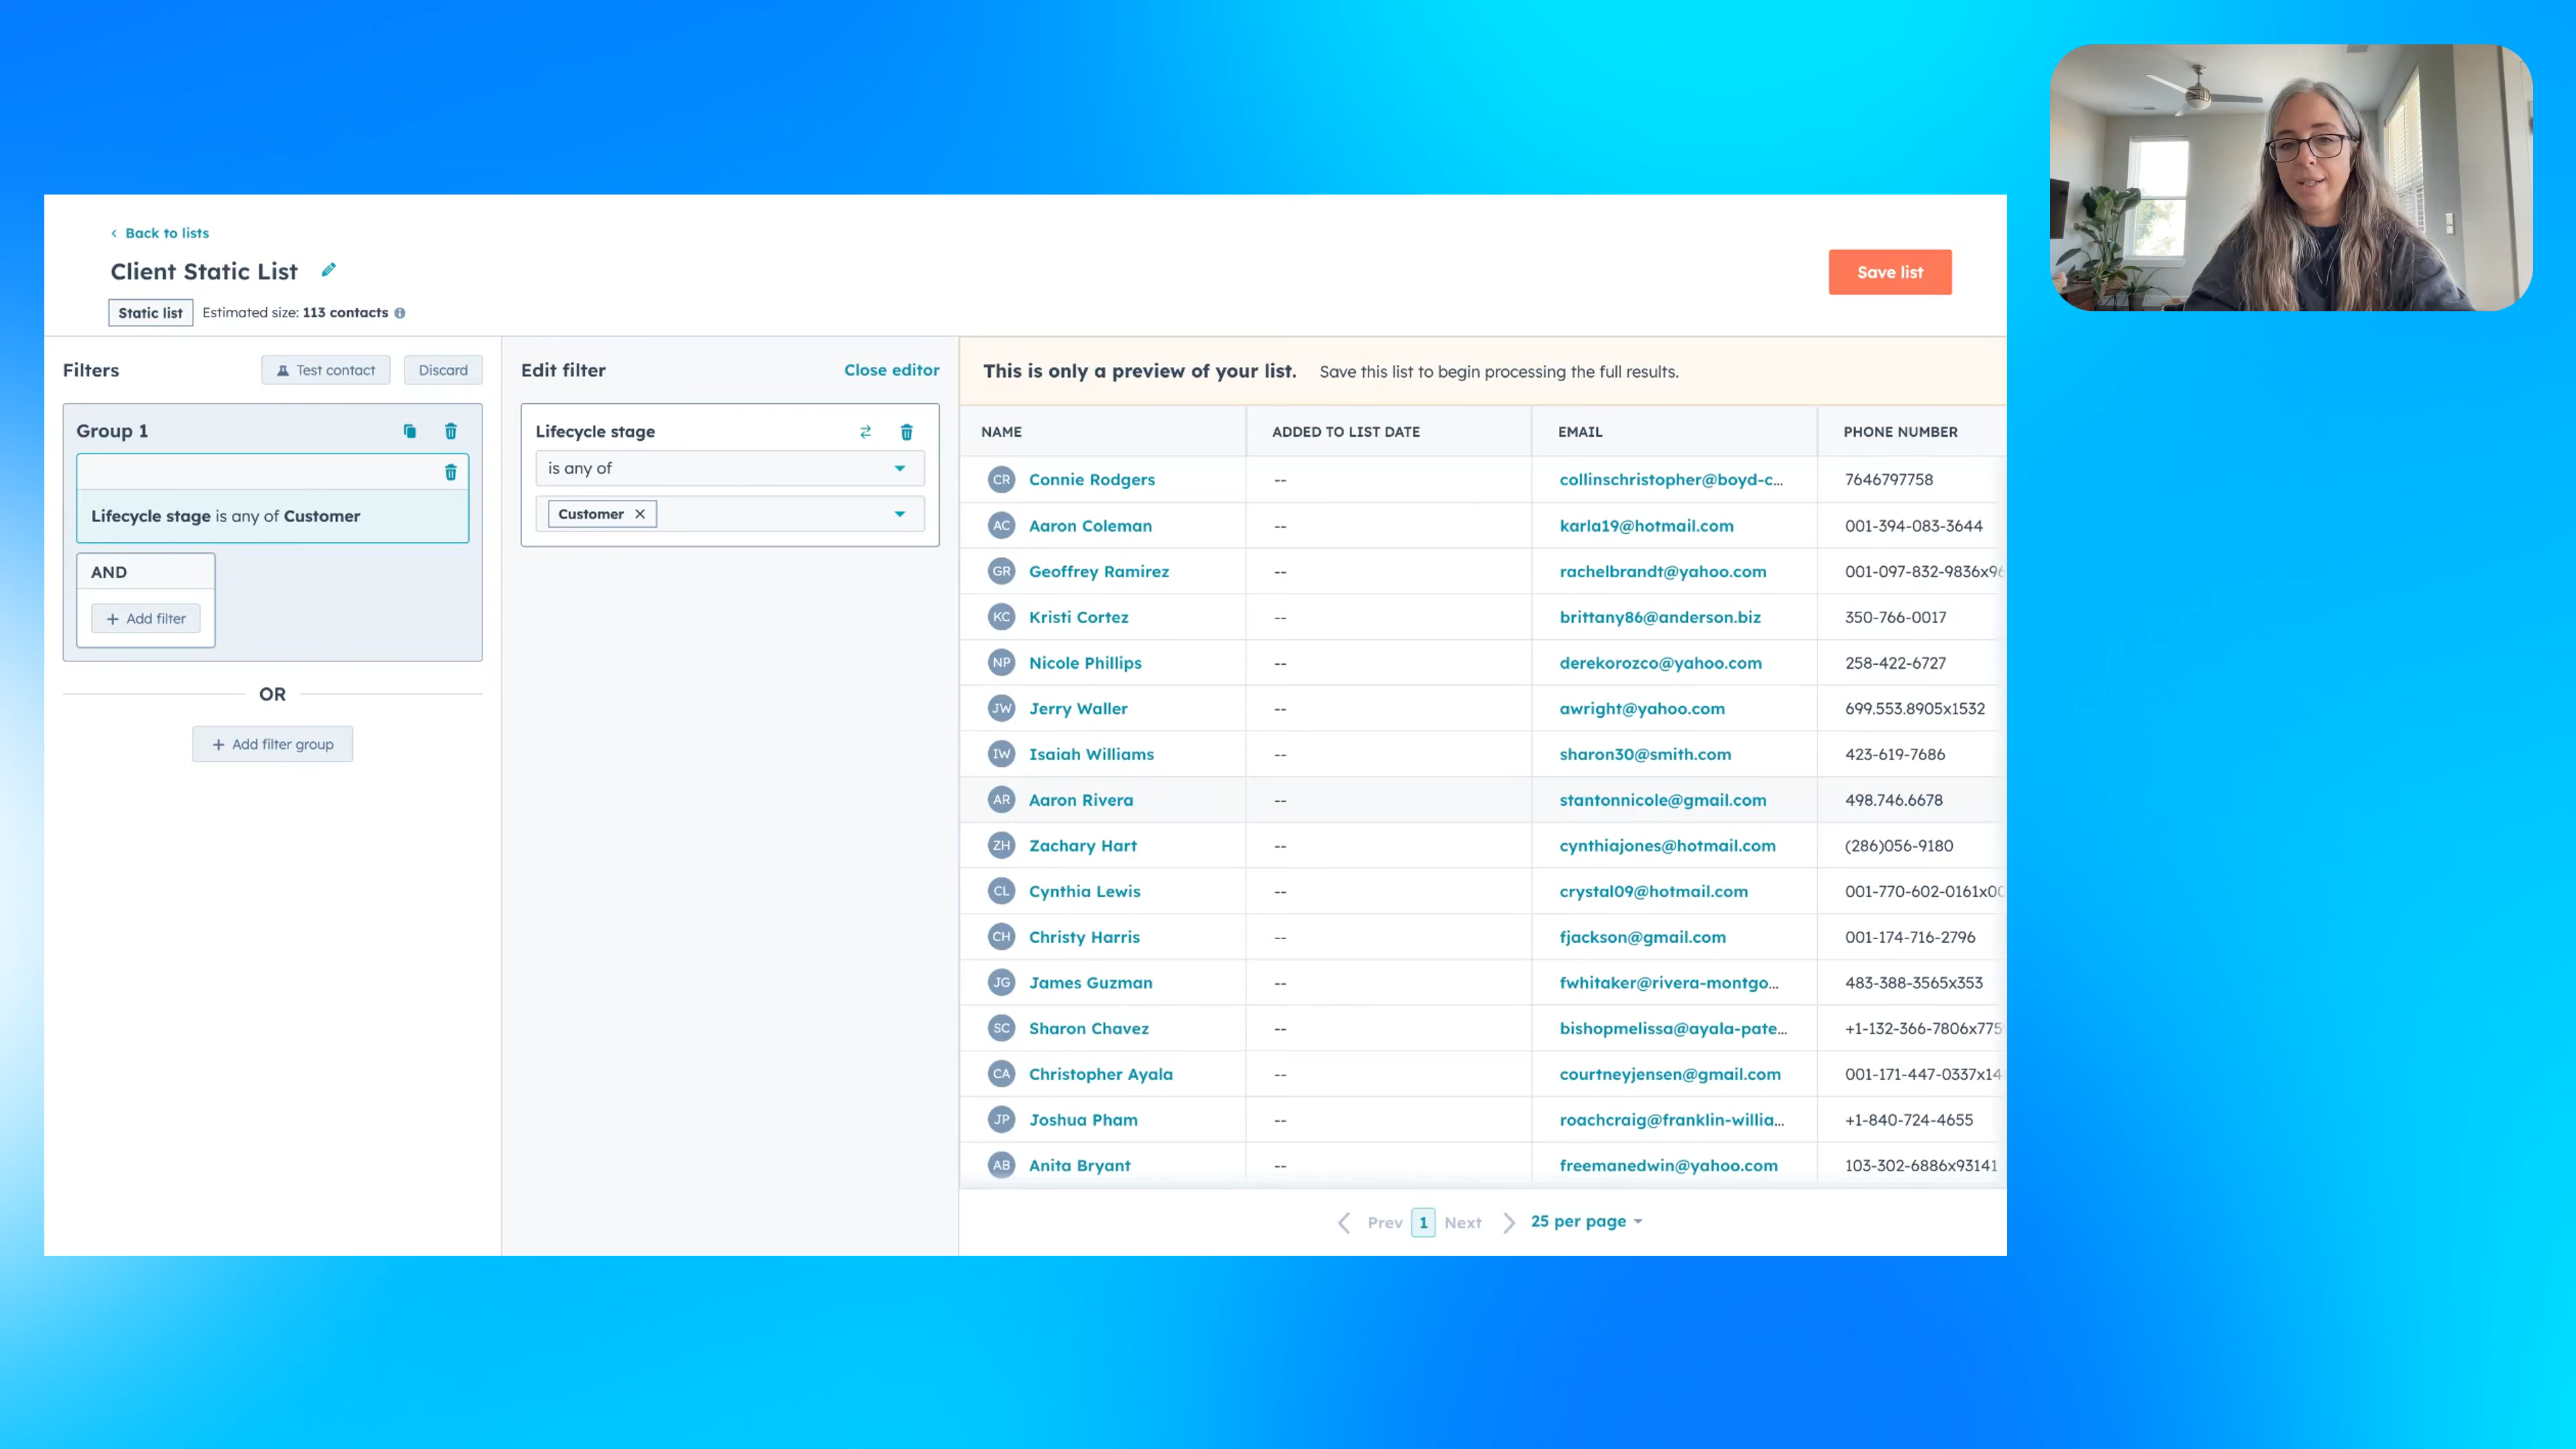 Back to lists
Client Static List
Save list
Static list Estimated size: 113 contacts
Filters Test contact Discard
Group 1
Lifecycle stage is any of Customer
AND
+ Add filter
OR
+ Add filter group
Edit filter Close editor
Lifecycle stage
is any of
Customer ×
This is only a preview of your list. Save this list to begin processing the full results.
NAME ADDED TO LIST DATE EMAIL PHONE NUMBER
CR Connie Rodgers -- collinschristopher@boyd-c... 7646797758
AC Aaron Coleman -- karla19@hotmail.com 001-394-083-3644
GR Geoffrey Ramirez -- rachelbrandt@yahoo.com 001-097-832-9836x96
KC Kristi Cortez -- brittany86@anderson.biz 350-766-0017
NP Nicole Phillips -- derekorozco@yahoo.com 258-422-6727
JW Jerry Waller -- awright@yahoo.com 699.553.8905x1532
IW Isaiah Williams -- sharon30@smith.com 423-619-7686
AR Aaron Rivera -- stantonnicole@gmail.com 498.746.6678
ZH Zachary Hart -- cynthiajones@hotmail.com (286)056-9180
CL Cynthia Lewis -- crystal09@hotmail.com 001-770-602-0161x00
CH Christy Harris -- fjackson@gmail.com 001-174-716-2796
JG James Guzman -- fwhitaker@rivera-montgo... 483-388-3565x353
SC Sharon Chavez -- bishopmelissa@ayala-pate... +1-132-366-7806x775
CA Christopher Ayala -- courtneyjensen@gmail.com 001-171-447-0337x14
JP Joshua Pham -- roachcraig@franklin-willia... +1-840-724-4655
AB Anita Bryant -- freemanedwin@yahoo.com 103-302-6886x93141
Prev 1 Next 25 per page